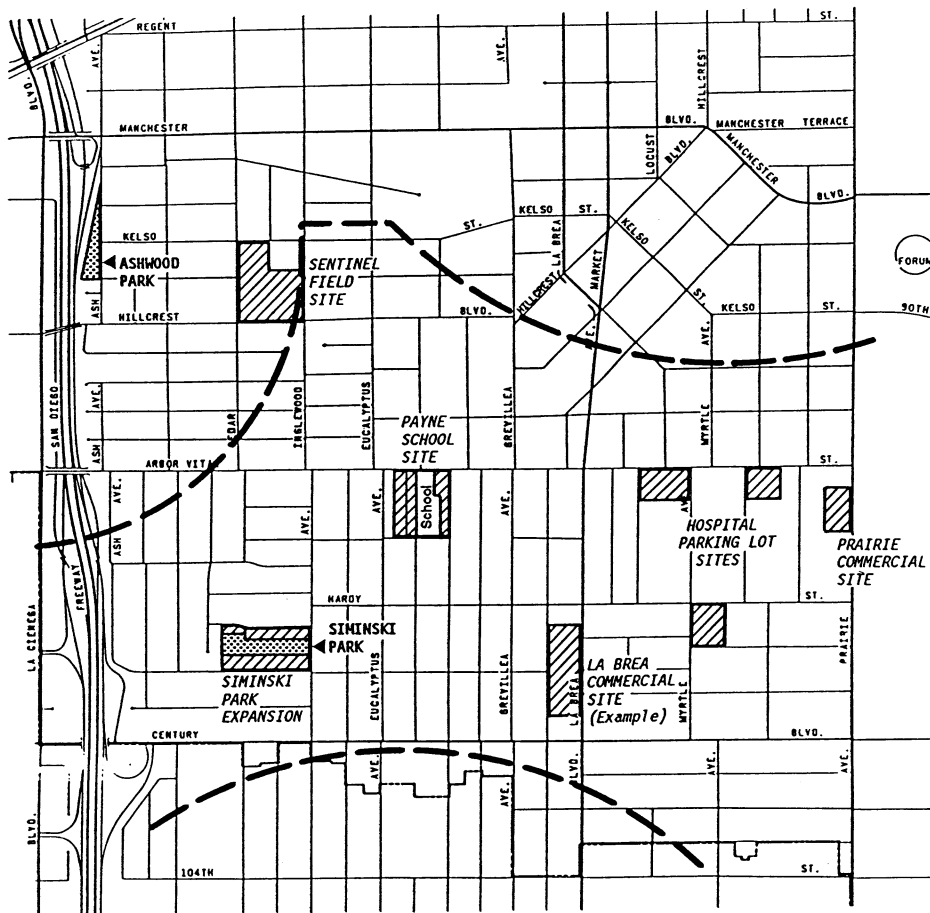 REGENT
ST.
BLVD.
AVE.
AVE.
HILLCREST
MANCHESTER
BLVD.
MANCHESTER TERRACE
LOCUST
BLVD.
MANCHESTER
BLVD.
KELSO
ST.
KELSO
ST.
KELSO
ST.
KELSO
ST.
90TH
FORUM
LA BREA
MARKET
AVE.
HILLCREST
ASHWOOD
PARK
ASH
SENTINEL
FIELD
SITE
HILLCREST
BLVD.
AVE.
SAN DIEGO
AVE.
ASH
CEDAR
INGLEWOOD
EUCALYPTUS
PAYNE
SCHOOL
SITE
BREVILLEA
MYRTLE
ARBOR VITAE
ST.
AVE.
ASH
AVE.
AVE.
School
AVE.
AVE.
HOSPITAL
PARKING LOT
SITES
PRAIRIE
COMMERCIAL
SITE
FREEWAY
HARDY
ST.
LA CIENEGA
SIMINSKI
PARK
SIMINSKI
PARK
EXPANSION
EUCALYPTUS
BREVILLEA
LA BREA
LA BREA
COMMERCIAL
SITE
(Example)
MYRTLE
PRAIRIE
CENTURY
BLVD.
AVE.
AVE.
BLVD.
AVE.
AVE.
BLVD.
104TH
ST.